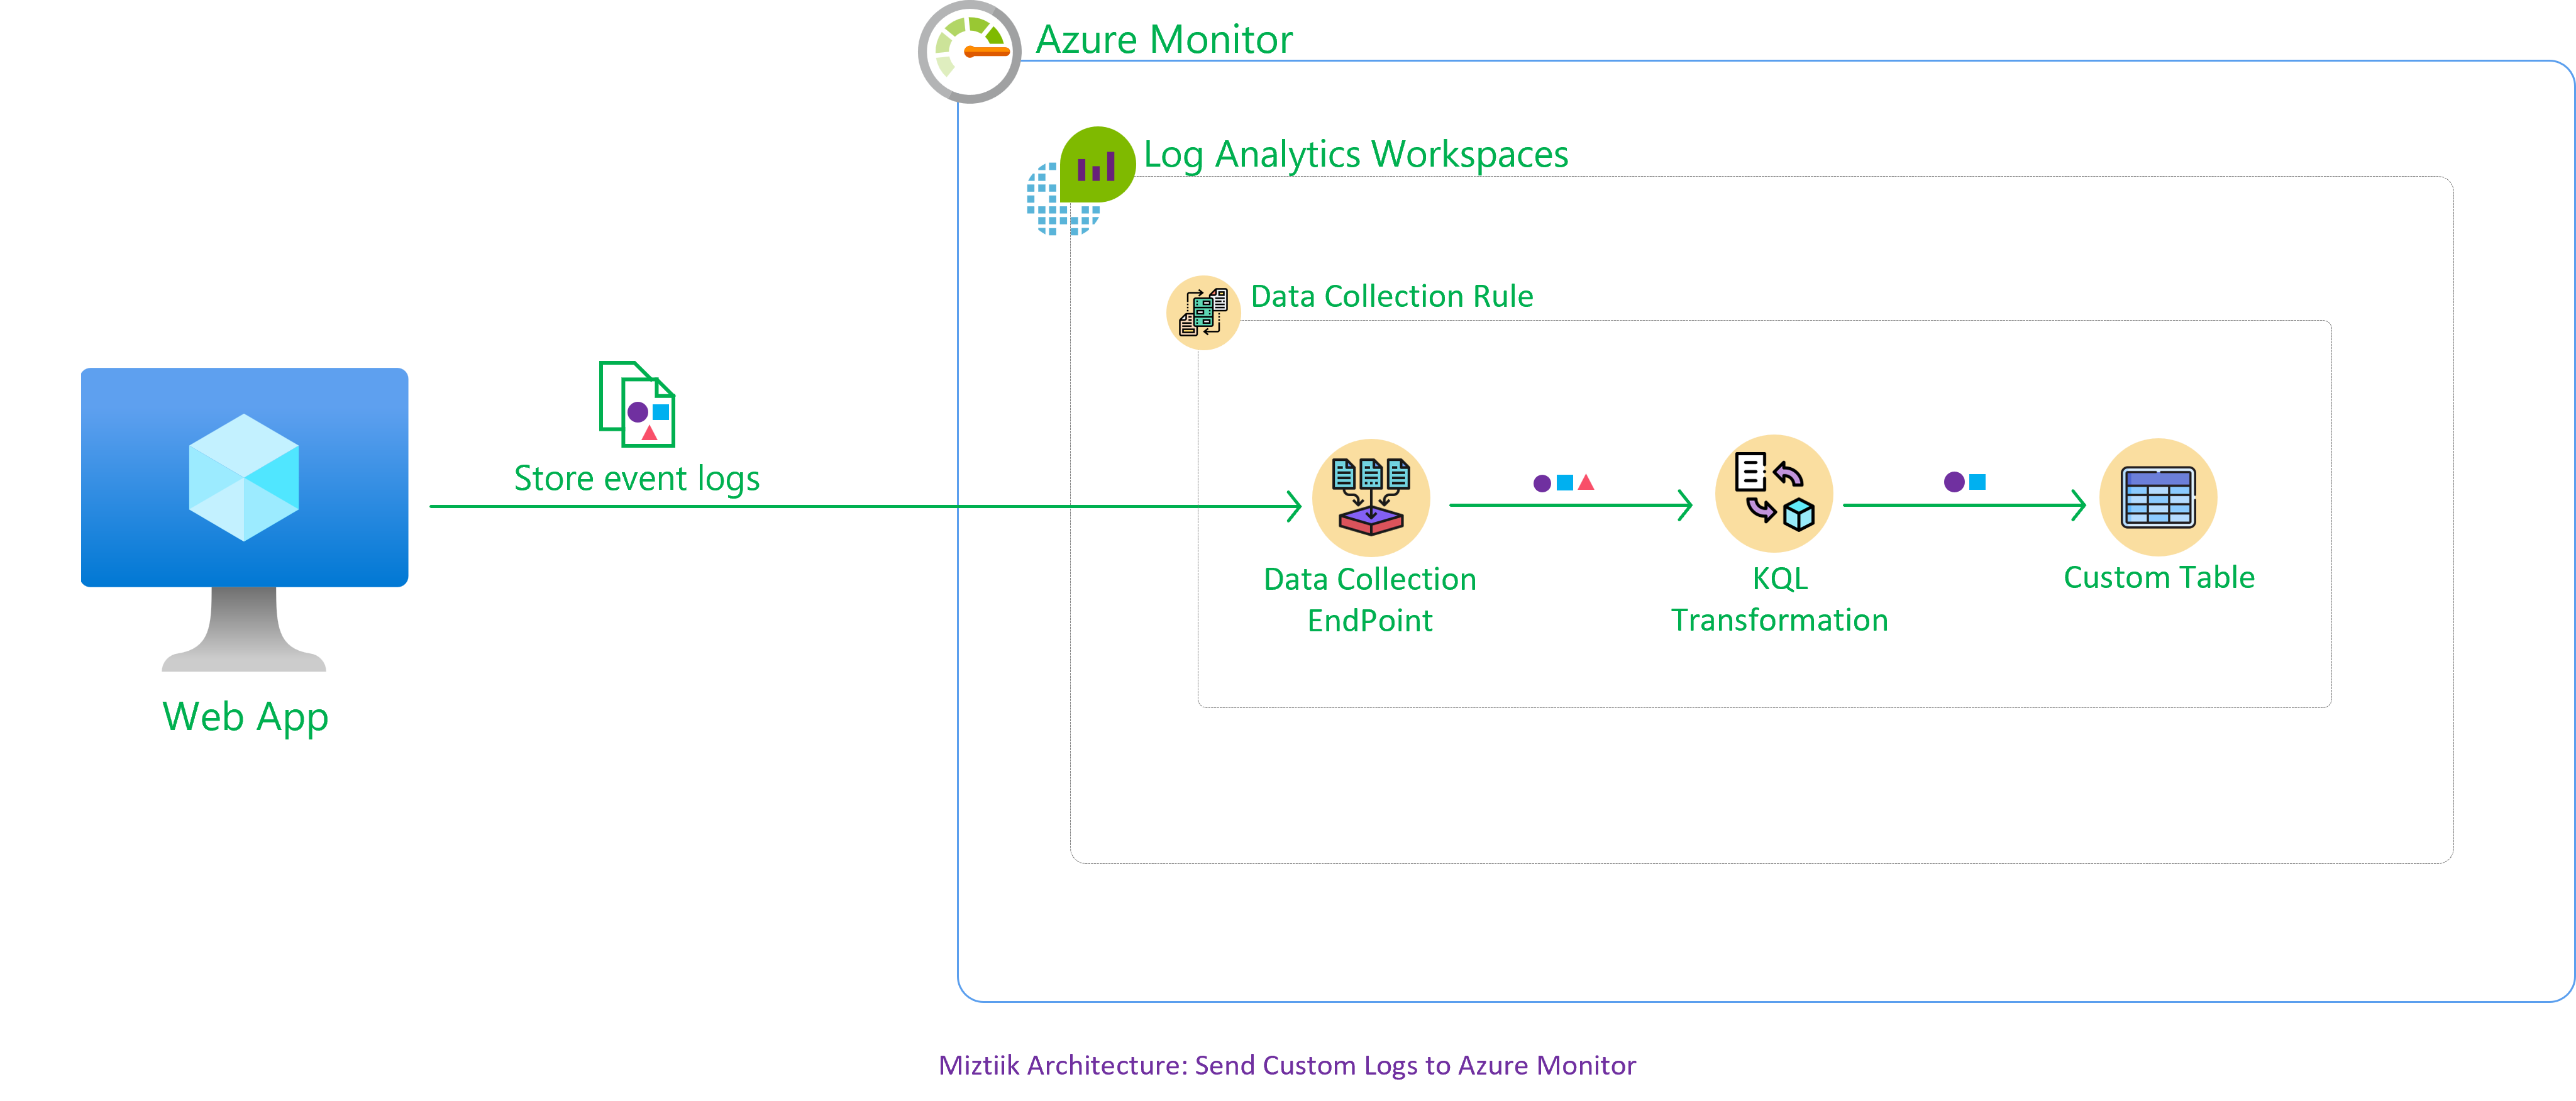 Azure Monitor
Log Analytics Workspaces
Data Collection Rule
Store event logs
Data Collection
EndPoint
KQL
Transformation
Custom Table
Web App
Miztiik Architecture: Send Custom Logs to Azure Monitor